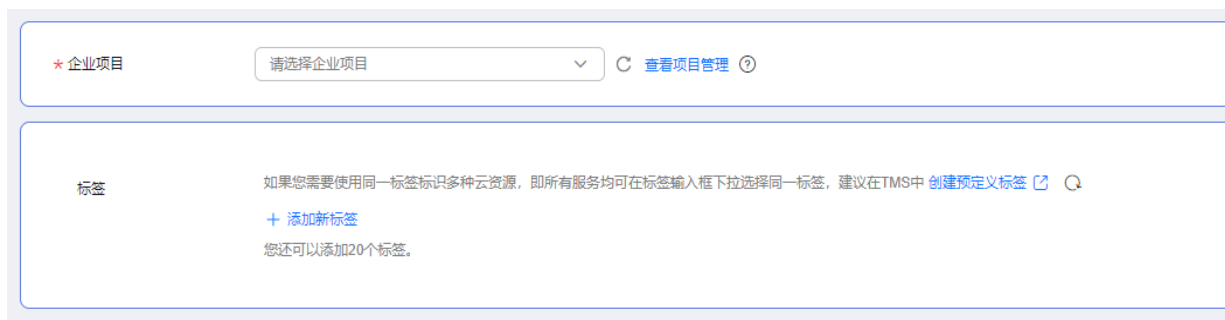 * 企业项目 请选择企业项目 查看项目管理 ?
标签 如果您需要使用同一标签标识多种云资源，即所有服务均可在标签输入框下拉选择同一标签，建议在TMS中 创建预定义标签
+ 添加新标签
您还可以添加20个标签。